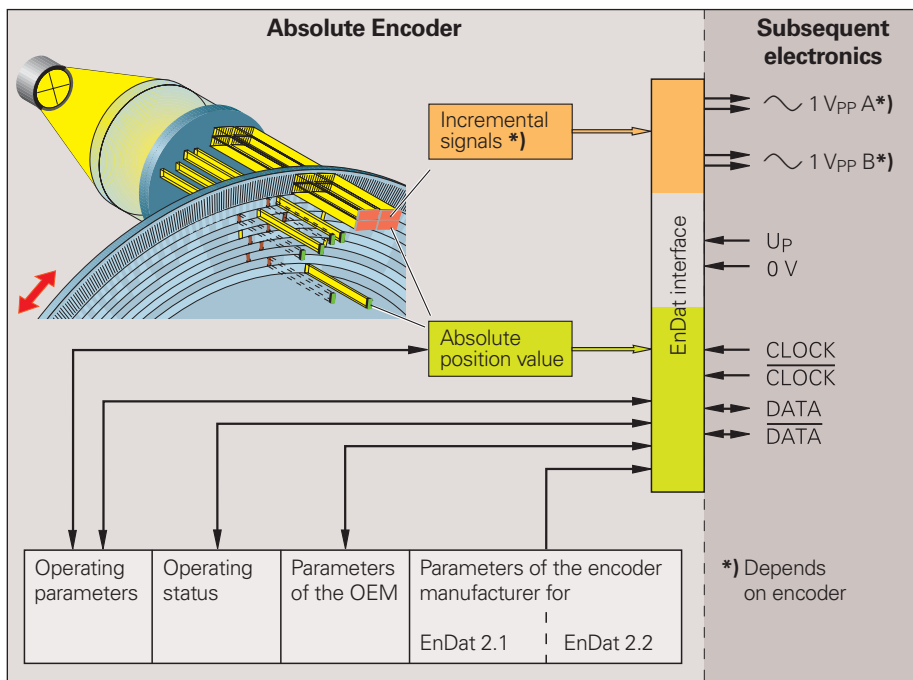 Absolute Encoder
Subsequent
electronics
Incremental
signals *)
1 VPP A*)
1 VPP B*)
UP
0 V
EnDat interface
Absolute
position value
CLOCK
CLOCK
DATA
DATA
Operating
parameters
Operating
status
Parameters
of the OEM
Parameters of the encoder
manufacturer for
EnDat 2.1
EnDat 2.2
*) Depends
on encoder